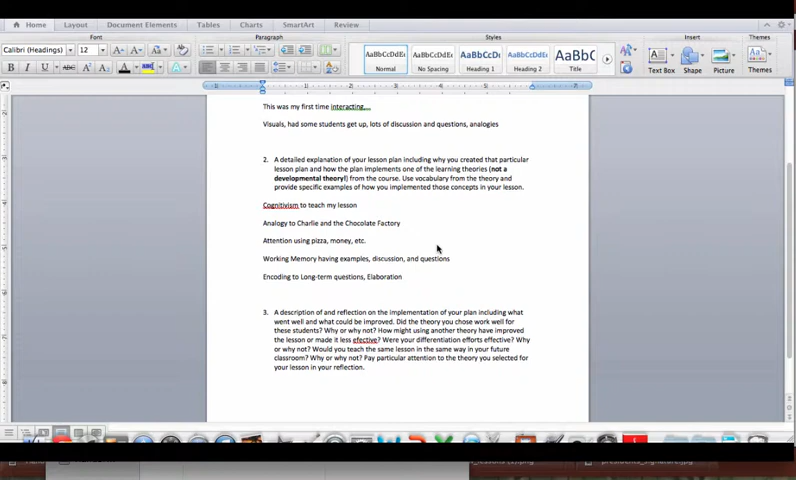 Home Layout Document Elements Tables Charts SmartArt Review
Font Paragraph Styles Insert Themes
Calibri (Headings) 12
AaBbCcDdEe AaBbCcDdEe AaBbCcDd AaBbCcDdEe AaBbC
Normal No Spacing Heading 1 Heading 2 Title Text Box Shape Picture Themes
This was my first time interacting…
Visuals, had some students get up, lots of discussion and questions, analogies
2. A detailed explanation of your lesson plan including why you created that particular
lesson plan and how the plan implements one of the learning theories (not a
developmental theory!) from the course. Use vocabulary from the theory and
provide specific examples of how you implemented those concepts in your lesson.
Cognitivism to teach my lesson
Analogy to Charlie and the Chocolate Factory
Attention using pizza, money, etc.
Working Memory having examples, discussion, and questions
Encoding to Long-term questions, Elaboration
3. A description of and reflection on the implementation of your plan including what
went well and what could be improved. Did the theory you chose work well for
these students? Why or why not? How might using another theory have improved
the lesson or made it less efective? Were your differentiation efforts effective? Why
or why not? Would you teach the same lesson in the same way in your future
classroom? Why or why not? Pay particular attention to the theory you selected for
your lesson in your reflection.